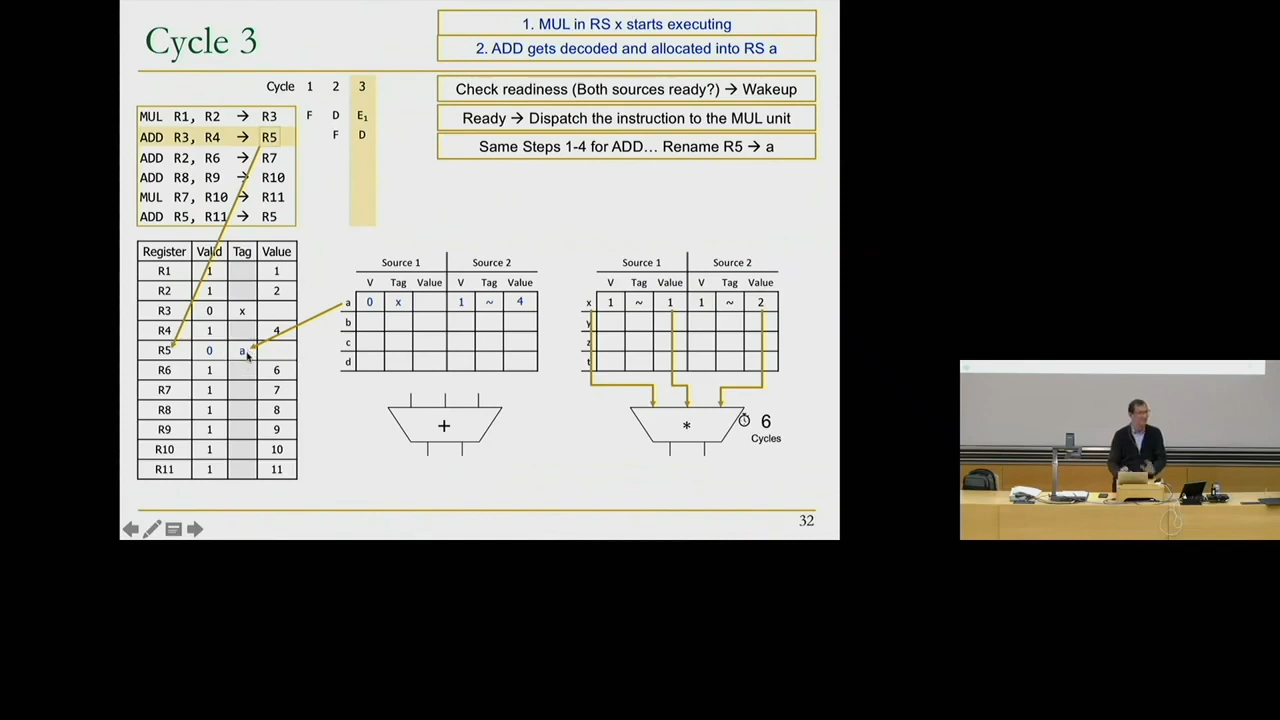 Cycle 3
1. MUL in RS x starts executing
2. ADD gets decoded and allocated into RS a
Check readiness (Both sources ready?) → Wakeup
Ready → Dispatch the instruction to the MUL unit
Same Steps 1-4 for ADD… Rename R5 → a
Cycle 1 2 3
MUL R1, R2 → R3 F D E1
ADD R3, R4 → R5 F D
ADD R2, R6 → R7
ADD R8, R9 → R10
MUL R7, R10 → R11
ADD R5, R11 → R5
Register Valid Tag Value
R1 1 1
R2 1 2
R3 0 x
R4 1 4
R5 0 a
R6 1 6
R7 1 7
R8 1 8
R9 1 9
R10 1 10
R11 1 11
Source 1 Source 2
V Tag Value V Tag Value
a 0 x 1 ~ 4
b
c
d
+
Source 1 Source 2
V Tag Value V Tag Value
x 1 ~ 1 1 ~ 2
y
z
t
*
6
Cycles
32